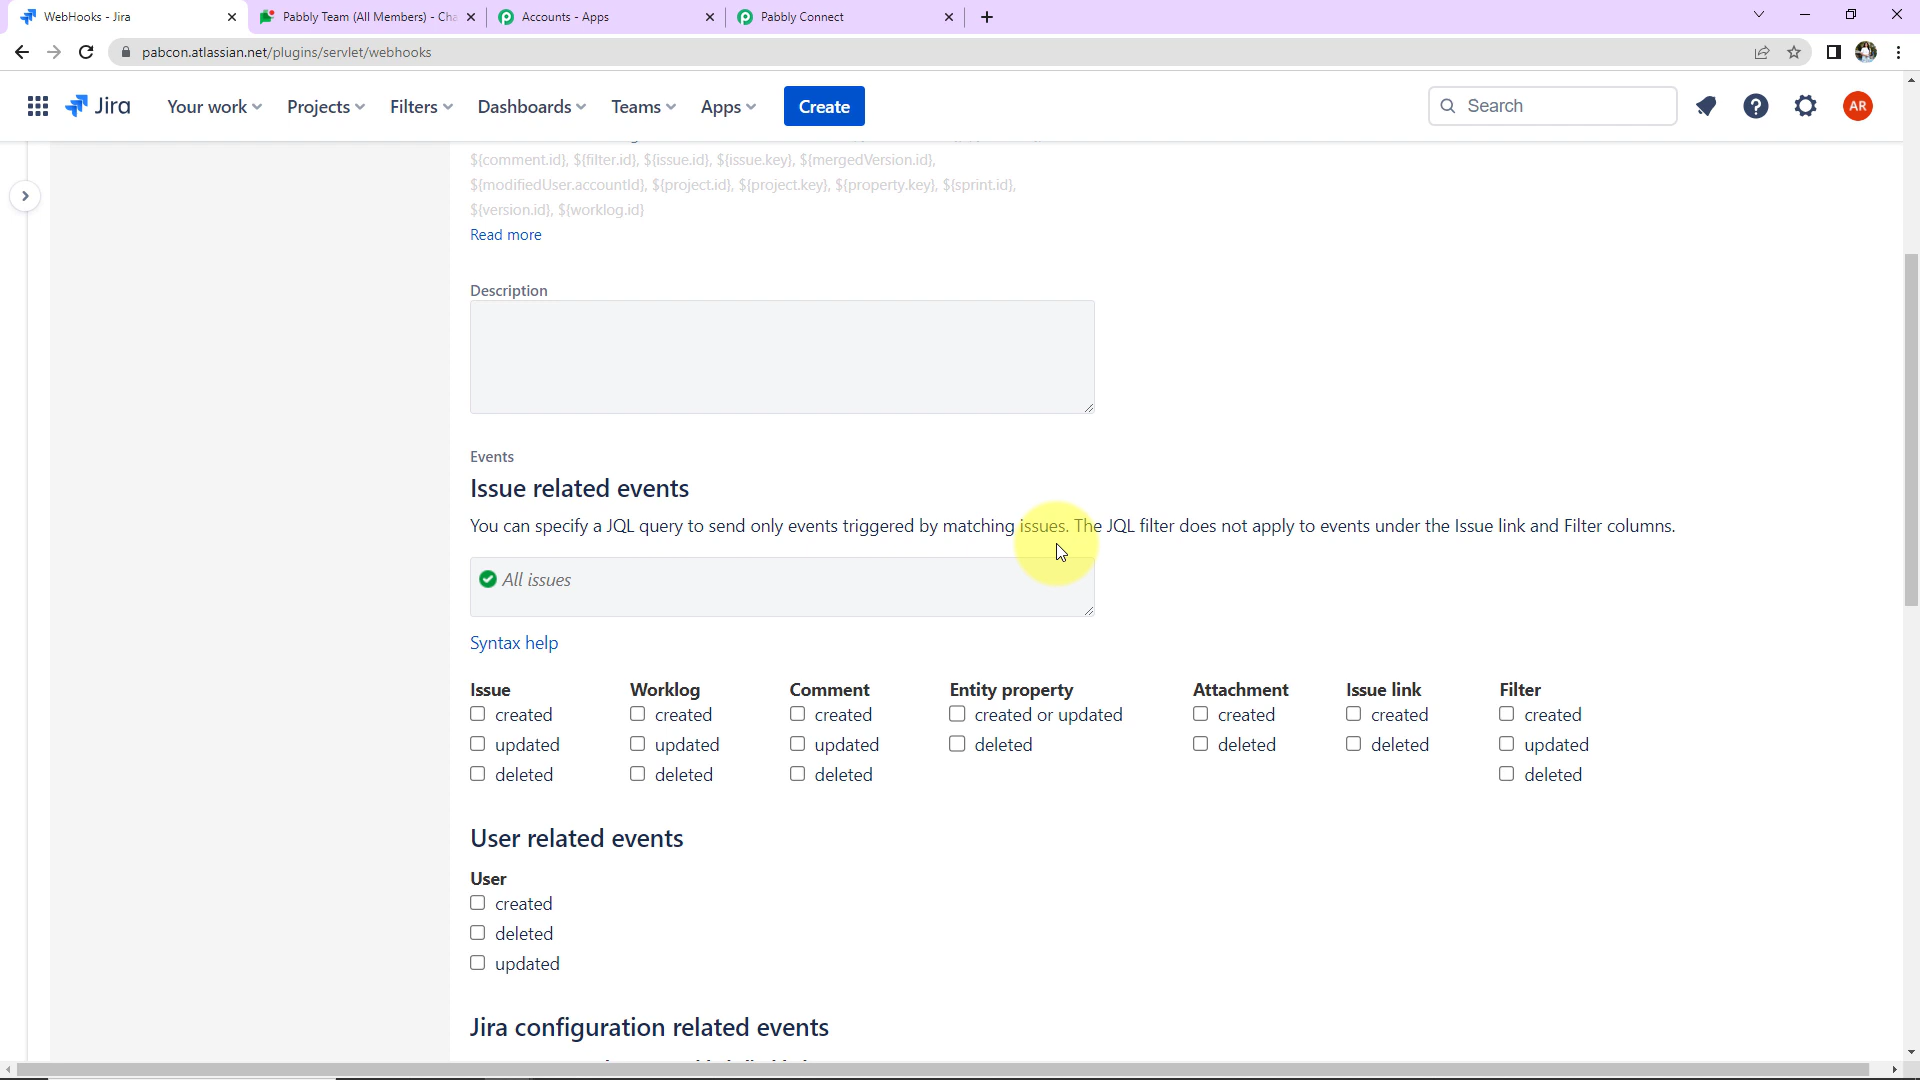 WebHooks - Jira
Pabbly Team (All Members) - Cha
Accounts - Apps
Pabbly Connect
pabcon.atlassian.net/plugins/servlet/webhooks
Jira
Your work
Projects
Filters
Dashboards
Teams
Apps
Create
Search
AR
${comment.id}, ${filter.id}, ${issue.id}, ${issue.key}, ${mergedVersion.id},
${modifiedUser.accountId}, ${project.id}, ${project.key}, ${property.key}, ${sprint.id},
${version.id}, ${worklog.id}
Read more
Description
Events
Issue related events
You can specify a JQL query to send only events triggered by matching issues. The JQL filter does not apply to events under the Issue link and Filter columns.
All issues
Syntax help
Issue Worklog Comment Entity property Attachment Issue link Filter
created created created created or updated created created created
updated updated updated deleted deleted deleted updated
deleted deleted deleted deleted
User related events
User
created
deleted
updated
Jira configuration related events